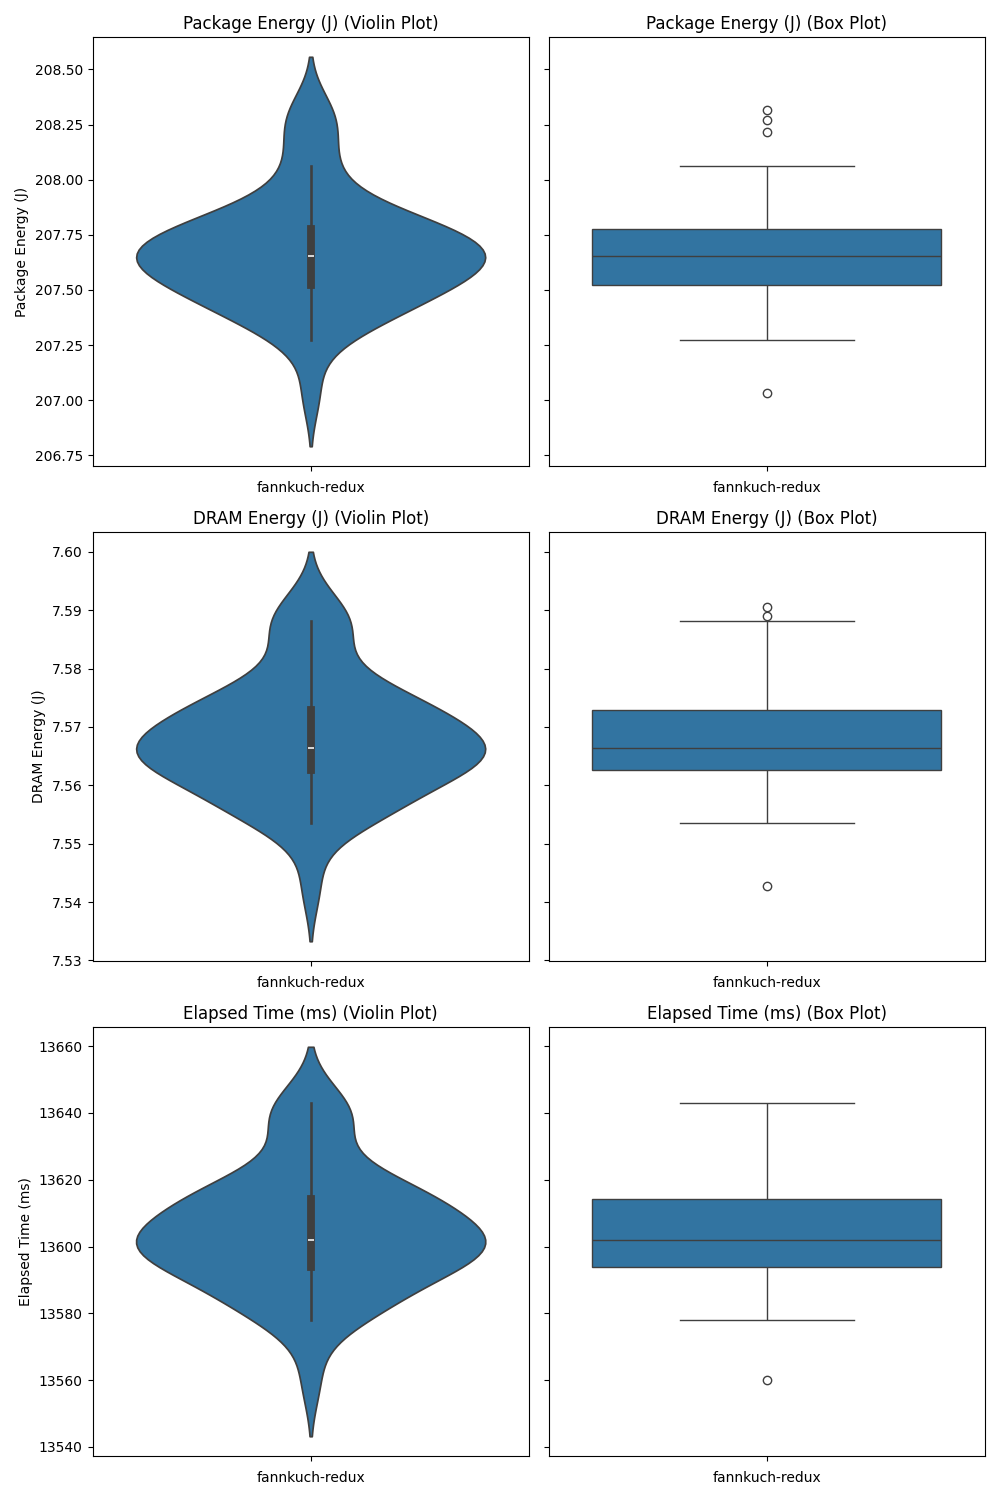 Package Energy (J) (Violin Plot)
Package Energy (J) (Box Plot)
Package Energy (J)
208.50
208.25
208.00
207.75
207.50
207.25
207.00
206.75
fannkuch-redux
fannkuch-redux
DRAM Energy (J) (Violin Plot)
DRAM Energy (J) (Box Plot)
DRAM Energy (J)
7.60
7.59
7.58
7.57
7.56
7.55
7.54
7.53
fannkuch-redux
fannkuch-redux
Elapsed Time (ms) (Violin Plot)
Elapsed Time (ms) (Box Plot)
Elapsed Time (ms)
13660
13640
13620
13600
13580
13560
13540
fannkuch-redux
fannkuch-redux